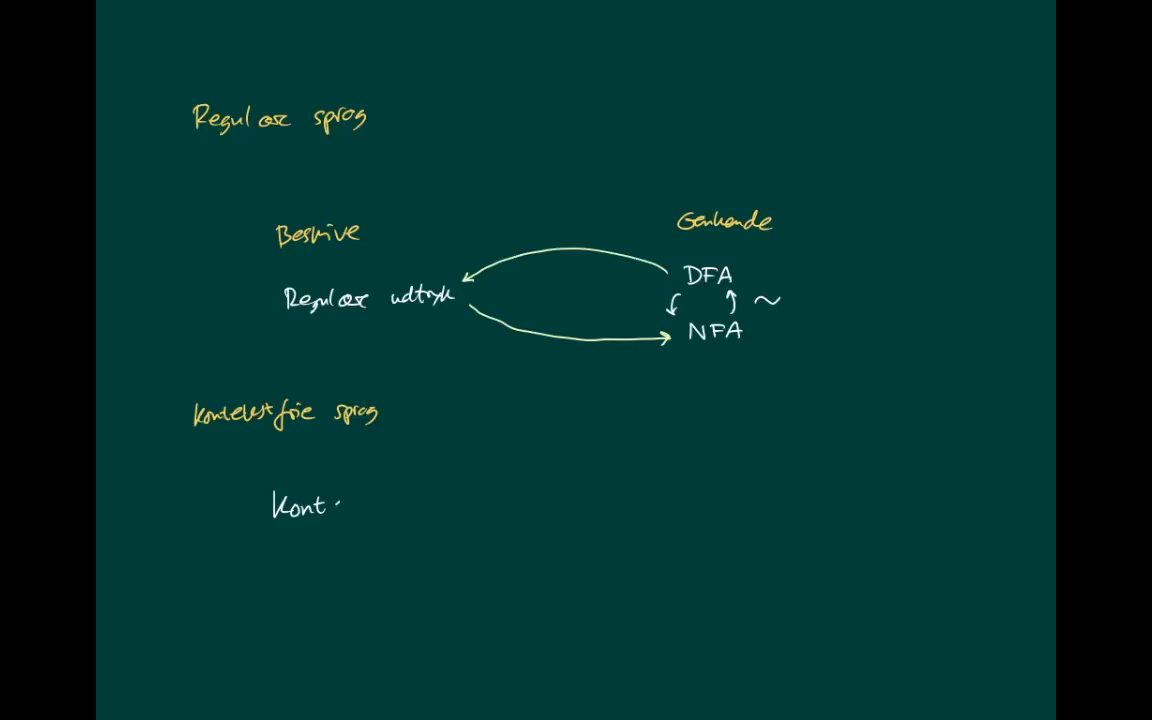 Regulære sprog
Beskrive
Genkende
Regulære udtryk
DFA
~
NFA
Kontekstfrie sprog
Kont